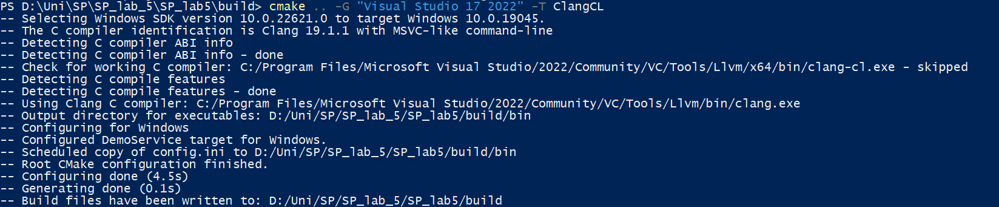 PS D:\Uni\SP\SP_lab_5\SP_lab5\build> cmake .. -G "Visual Studio 17 2022" -T ClangCL
-- Selecting Windows SDK version 10.0.22621.0 to target Windows 10.0.19045.
-- The C compiler identification is Clang 19.1.1 with MSVC-like command-line
-- Detecting C compiler ABI info
-- Detecting C compiler ABI info - done
-- Check for working C compiler: C:/Program Files/Microsoft Visual Studio/2022/Community/VC/Tools/Llvm/x64/bin/clang-cl.exe - skipped
-- Detecting C compile features
-- Detecting C compile features - done
-- Using Clang C compiler: C:/Program Files/Microsoft Visual Studio/2022/Community/VC/Tools/Llvm/bin/clang.exe
-- Output directory for executables: D:/Uni/SP/SP_lab_5/SP_lab5/build/bin
-- Configuring for Windows
-- Configured DemoService target for Windows.
-- Scheduled copy of config.ini to D:/Uni/SP/SP_lab_5/SP_lab5/build/bin
-- Root CMake configuration finished.
-- Configuring done (4.5s)
-- Generating done (0.1s)
-- Build files have been written to: D:/Uni/SP/SP_lab_5/SP_lab5/build